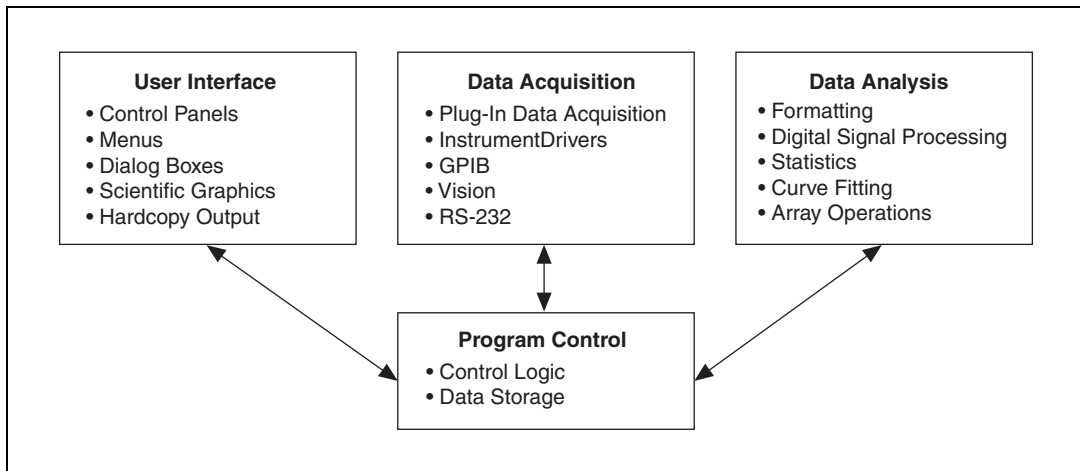 User Interface
• Control Panels
• Menus
• Dialog Boxes
• Scientific Graphics
• Hardcopy Output
Data Acquisition
• Plug-In Data Acquisition
• InstrumentDrivers
• GPIB
• Vision
• RS-232
Data Analysis
• Formatting
• Digital Signal Processing
• Statistics
• Curve Fitting
• Array Operations
Program Control
• Control Logic
• Data Storage